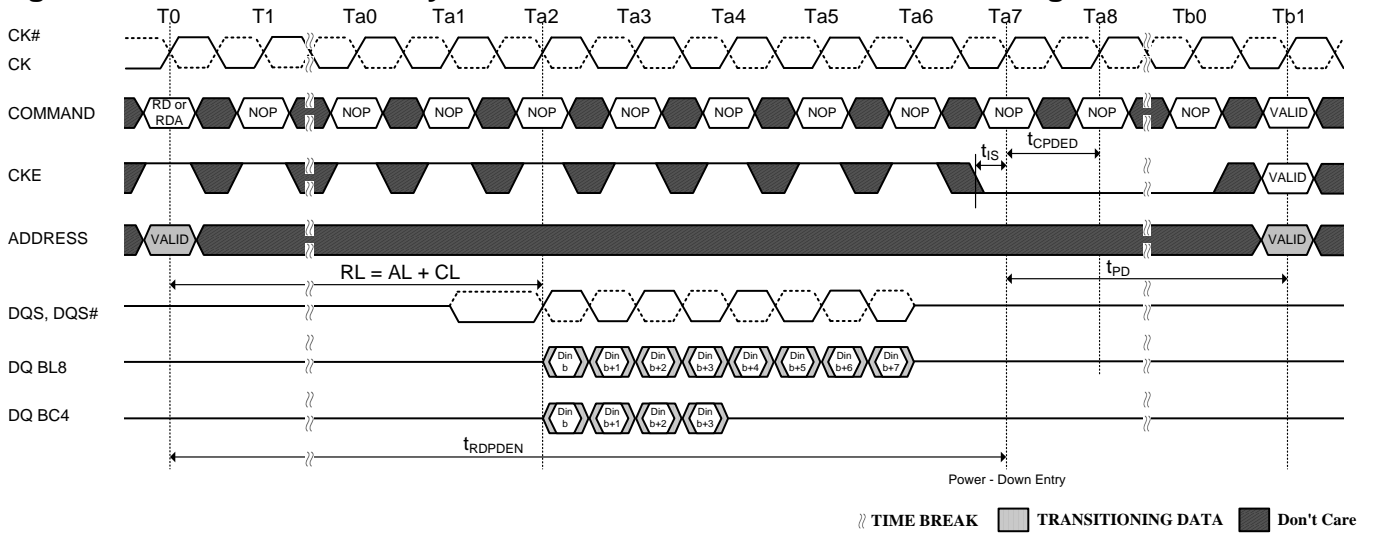 T0 T1 Ta0 Ta1 Ta2 Ta3 Ta4 Ta5 Ta6 Ta7 Ta8 Tb0 Tb1
CK#
CK
COMMAND RD or RDA NOP NOP NOP NOP NOP NOP NOP NOP NOP NOP NOP VALID
tIS tCPDED
CKE VALID
ADDRESS VALID VALID
RL = AL + CL tPD
DQS, DQS#
DQ BL8 Din b Din b+1 Din b+2 Din b+3 Din b+4 Din b+5 Din b+6 Din b+7
DQ BC4 Din b Din b+1 Din b+2 Din b+3
tRDPDEN
Power - Down Entry
TIME BREAK TRANSITIONING DATA Don't Care